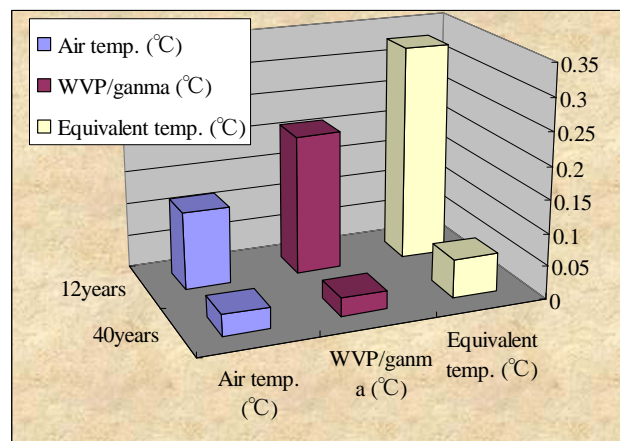 Air temp. (℃)
WVP/ganma (℃)
Equivalent temp. (℃)
0.35
0.3
0.25
0.2
0.15
0.1
0.05
0
12years
40years
Air temp.
(℃)
WVP/ganm
a (℃)
Equivalent
temp. (℃)